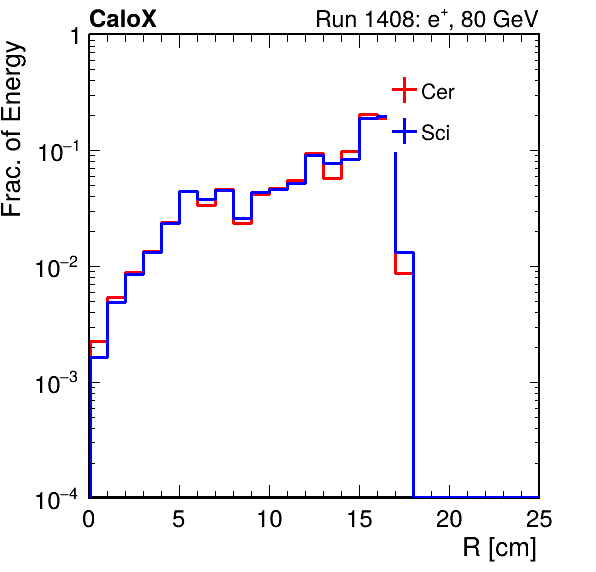 CaloX Run 1408: e⁺, 80 GeV
Frac. of Energy
1
10⁻¹
10⁻²
10⁻³
10⁻⁴
Cer
Sci
0 5 10 15 20 25
R [cm]